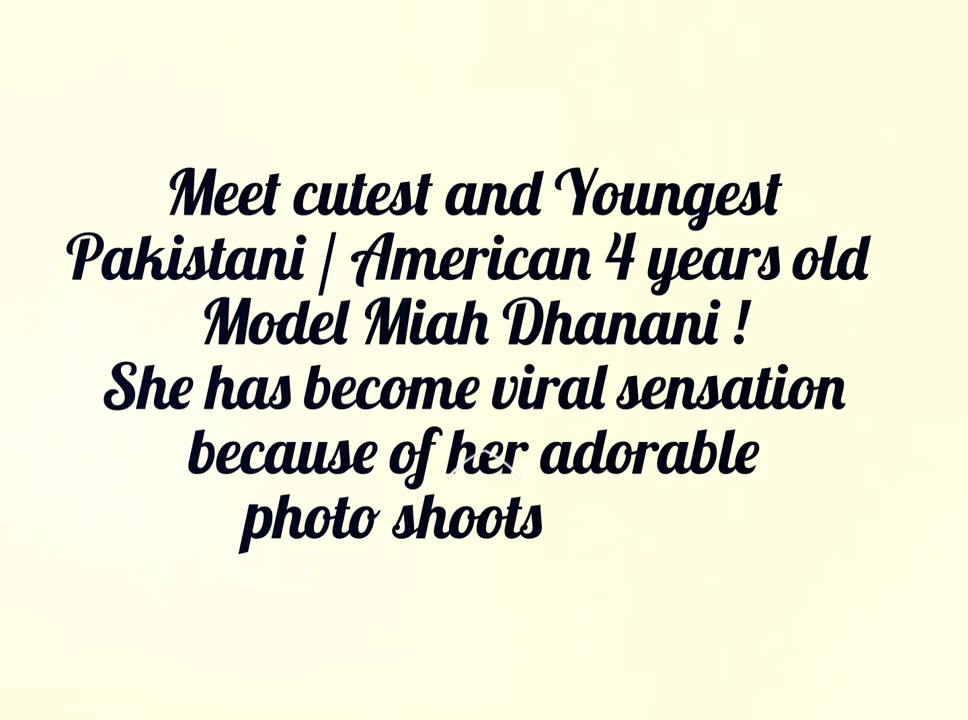 Meet cutest and Youngest
Pakistani / American 4 years old
Model Miah Dhanani !
She has become viral sensation
because of her adorable
photo shoots